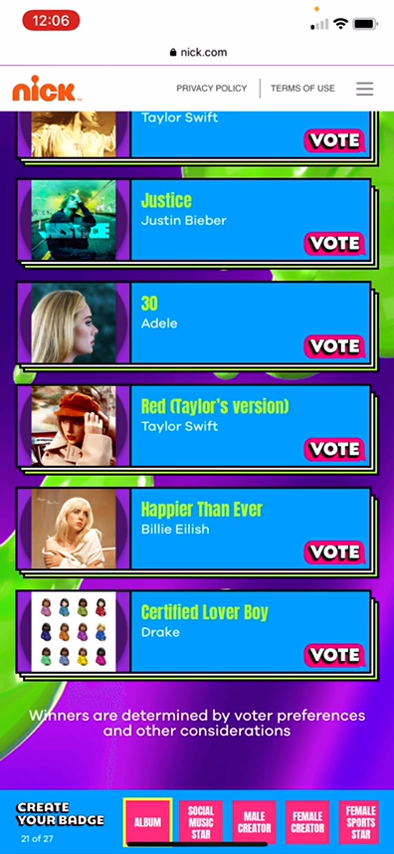 12:06
nick.com
nick
PRIVACY POLICY
TERMS OF USE
Taylor Swift
VOTE
Justice
Justin Bieber
VOTE
30
Adele
VOTE
Red (Taylor's version)
Taylor Swift
VOTE
Happier Than Ever
Billie Eilish
VOTE
Certified Lover Boy
Drake
VOTE
Winners are determined by voter preferences
and other considerations
CREATE
YOUR BADGE
21 of 27
ALBUM
SOCIAL
MUSIC
STAR
MALE
CREATOR
FEMALE
CREATOR
FEMALE
SPORTS
STAR